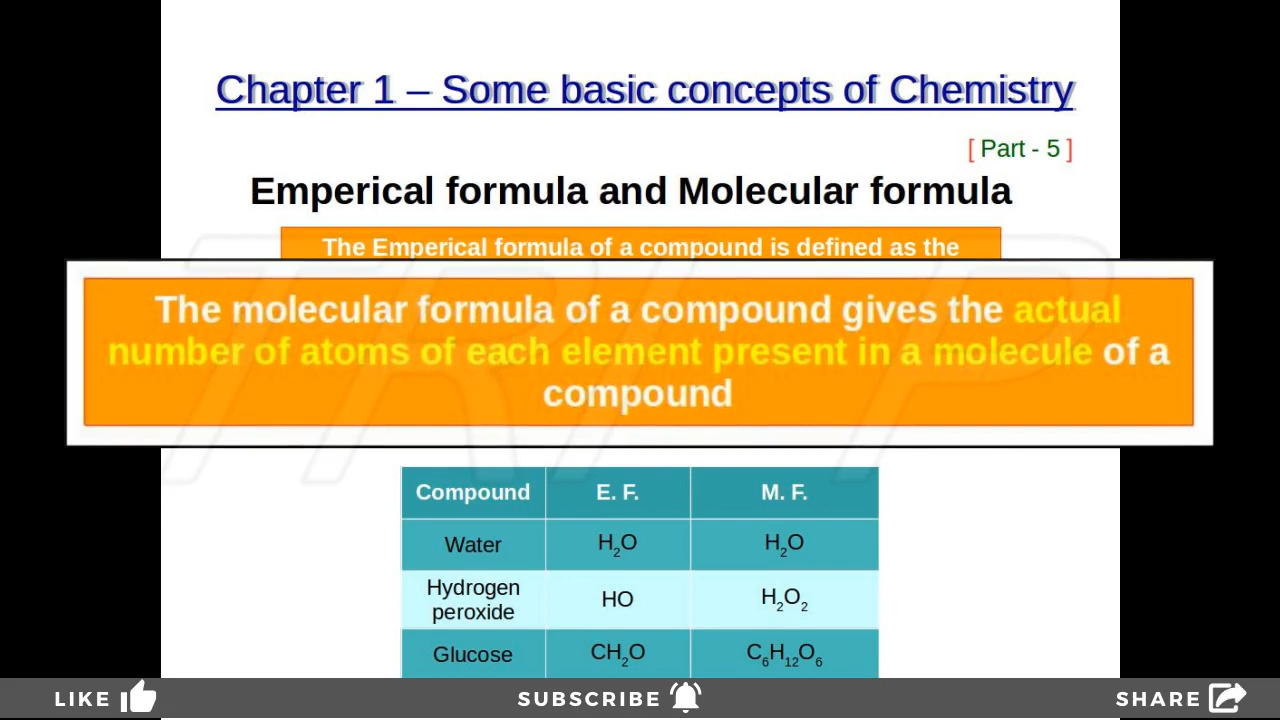 Chapter 1 – Some basic concepts of Chemistry
[ Part - 5 ]
Emperical formula and Molecular formula
The Emperical formula of a compound is defined as the
The molecular formula of a compound gives the actual
number of atoms of each element present in a molecule of a
compound
Compound E. F. M. F.
Water H₂O H₂O
Hydrogen peroxide HO H₂O₂
Glucose CH₂O C₆H₁₂O₆
LIKE SUBSCRIBE SHARE